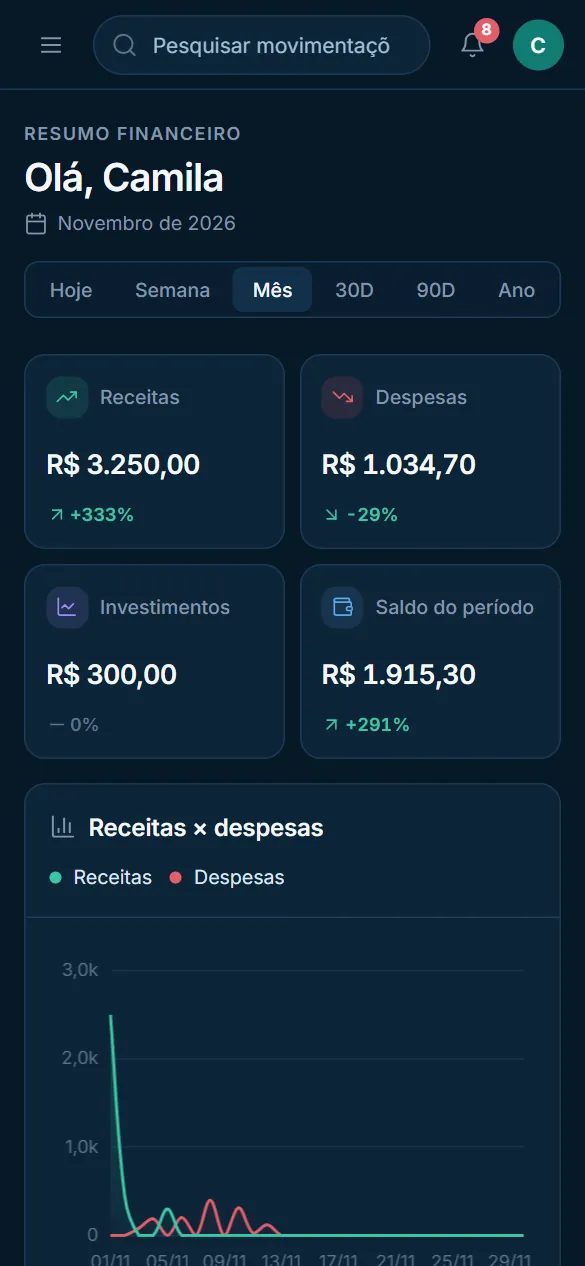 Pesquisar movimentaçõ
8
C
RESUMO FINANCEIRO
Olá, Camila
Novembro de 2026
Hoje Semana Mês 30D 90D Ano
Receitas
R$ 3.250,00
+333%
Despesas
R$ 1.034,70
-29%
Investimentos
R$ 300,00
0%
Saldo do período
R$ 1.915,30
+291%
Receitas × despesas
Receitas Despesas
3,0k
2,0k
1,0k
0
01/11 05/11 09/11 13/11 17/11 21/11 25/11 29/11